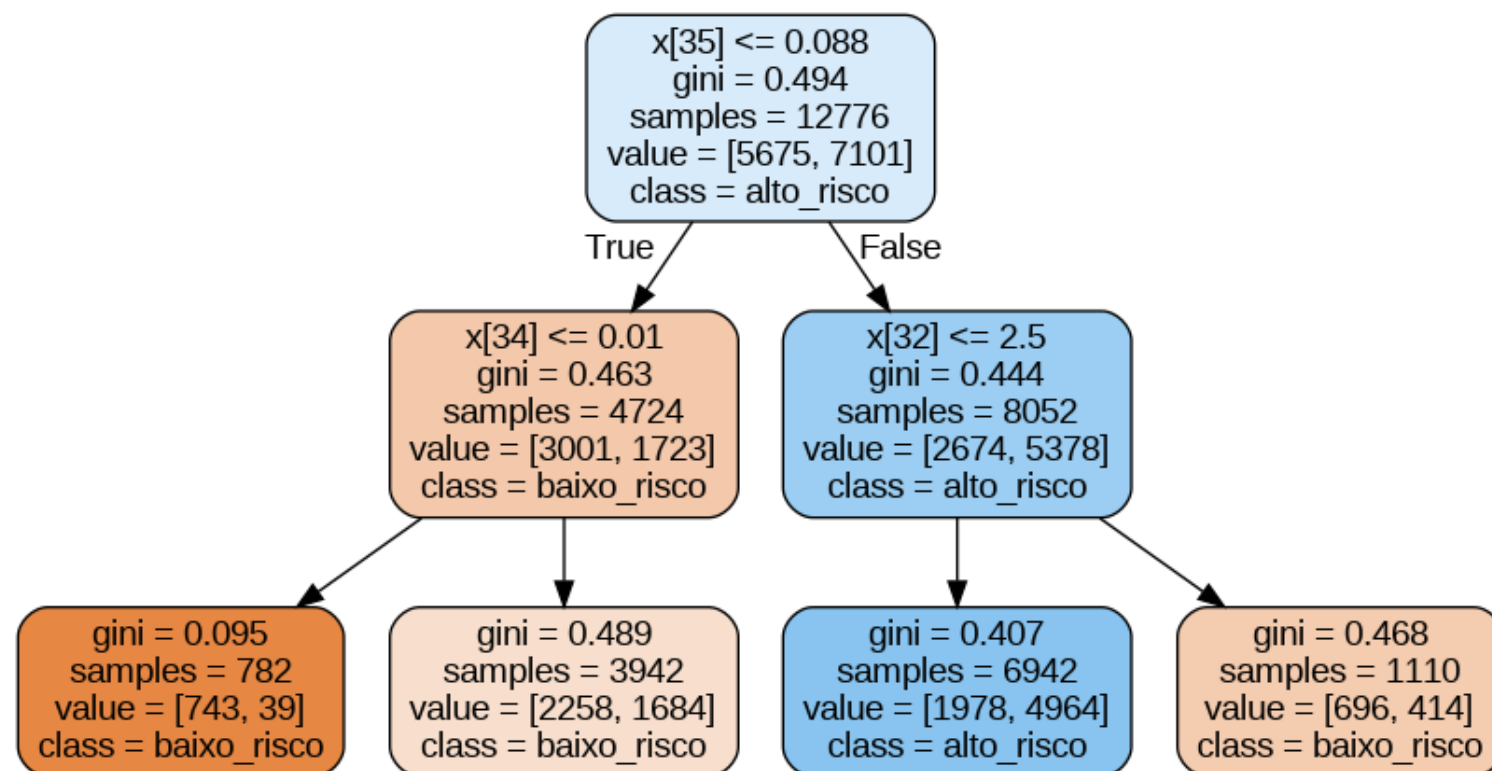 x[35] <= 0.088
gini = 0.494
samples = 12776
value = [5675, 7101]
class = alto_risco
True
False
x[34] <= 0.01
gini = 0.463
samples = 4724
value = [3001, 1723]
class = baixo_risco
x[32] <= 2.5
gini = 0.444
samples = 8052
value = [2674, 5378]
class = alto_risco
gini = 0.095
samples = 782
value = [743, 39]
class = baixo_risco
gini = 0.489
samples = 3942
value = [2258, 1684]
class = baixo_risco
gini = 0.407
samples = 6942
value = [1978, 4964]
class = alto_risco
gini = 0.468
samples = 1110
value = [696, 414]
class = baixo_risco